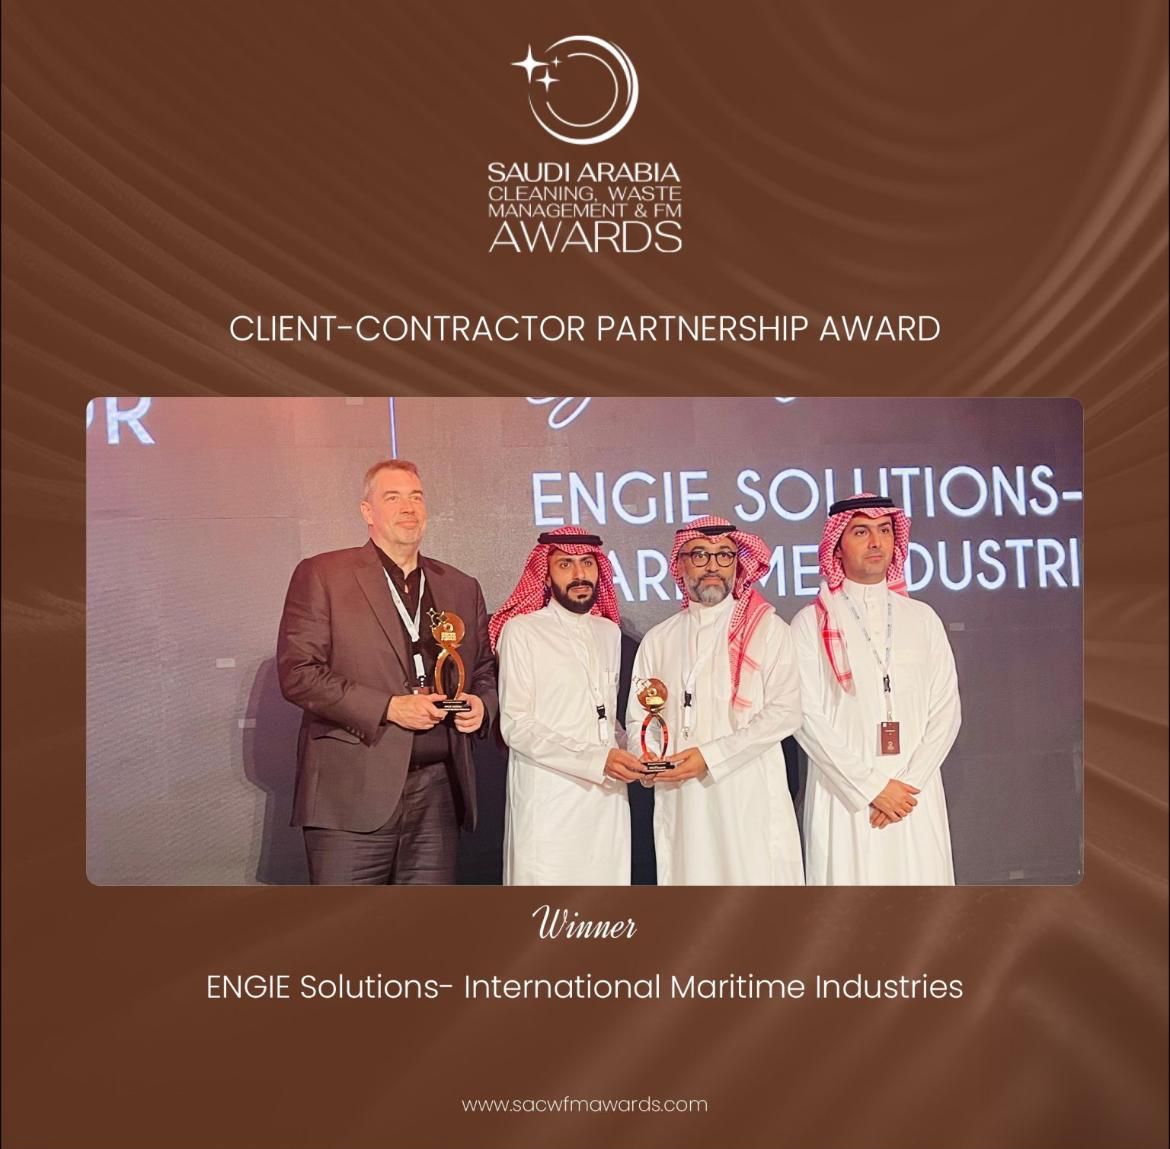 SAUDI ARABIA
CLEANING, WASTE
MANAGEMENT & FM
AWARDS
CLIENT-CONTRACTOR PARTNERSHIP AWARD
ENGIE SOLUTIONS-
Winner
ENGIE Solutions- International Maritime Industries
www.sacwfmawards.com